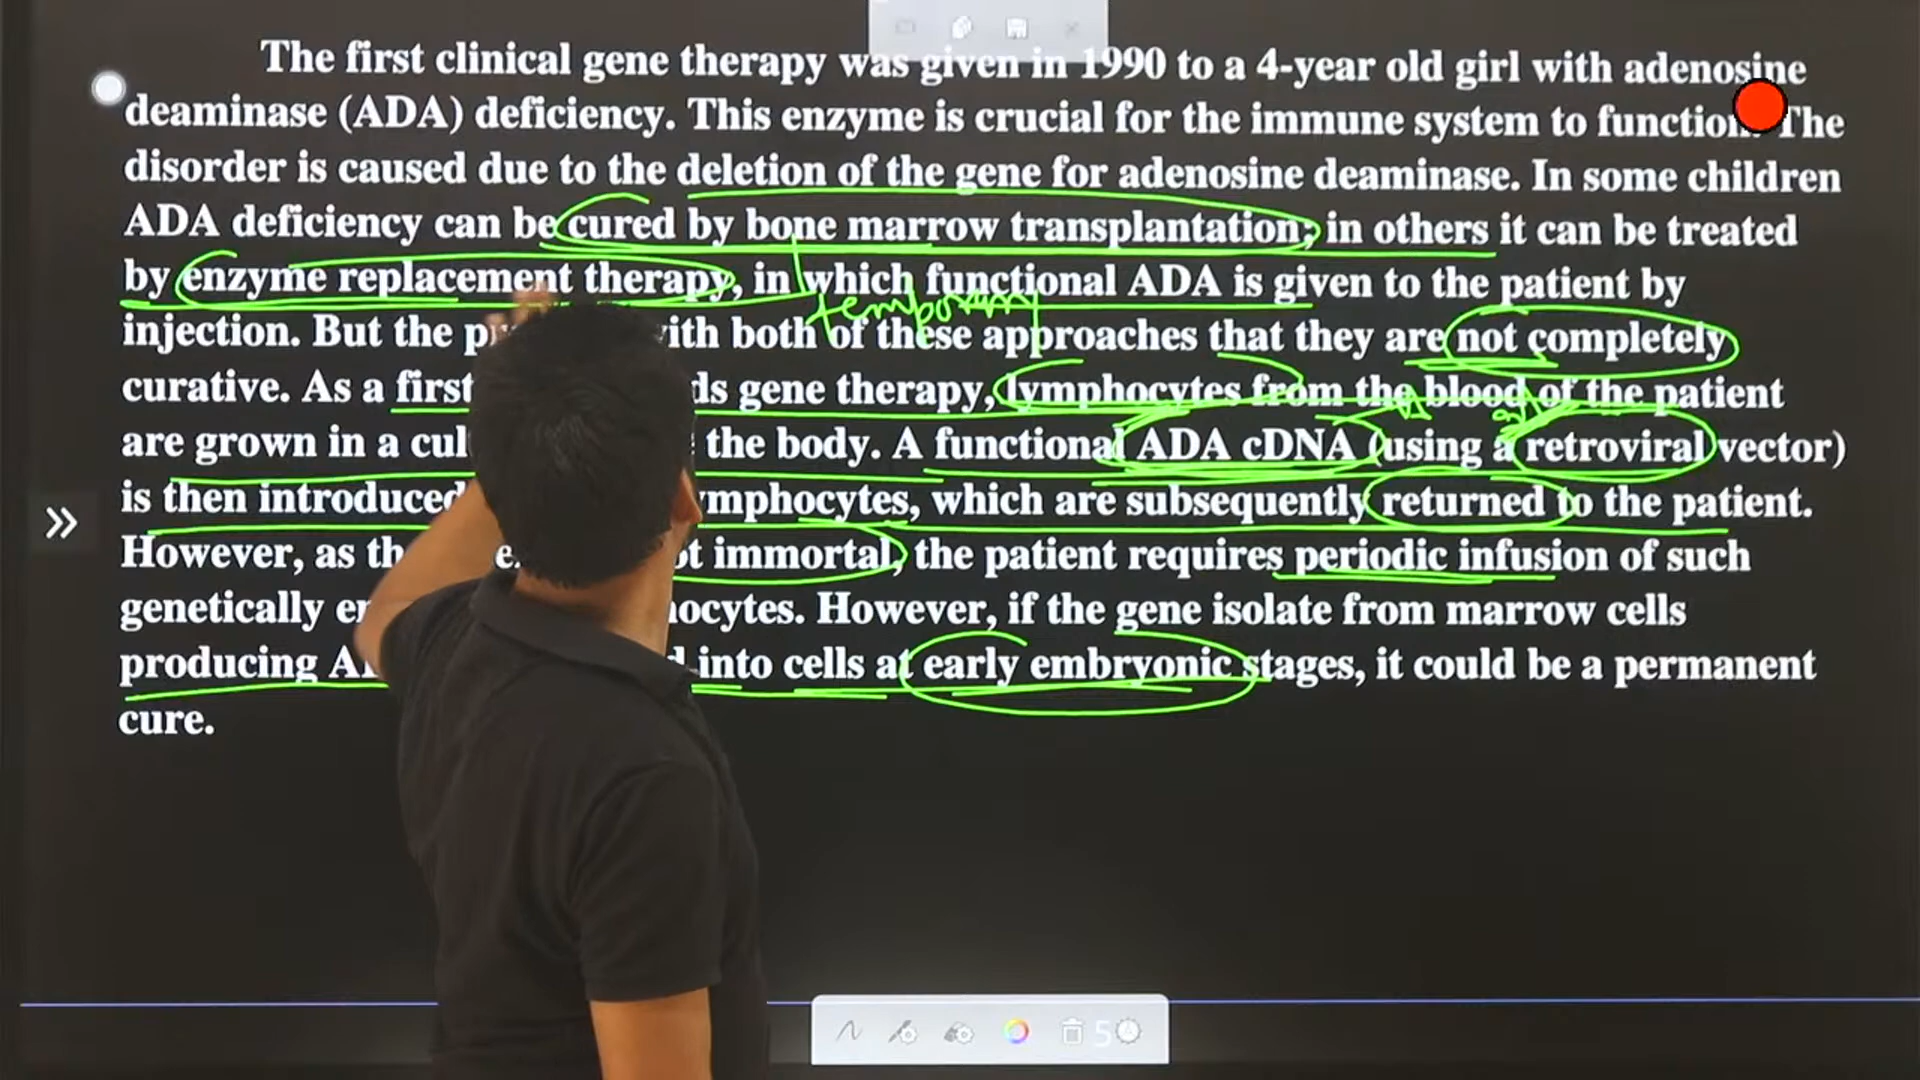 The first clinical gene therapy was given in 1990 to a 4-year old girl with adenosine
deaminase (ADA) deficiency. This enzyme is crucial for the immune system to function. The
disorder is caused due to the deletion of the gene for adenosine deaminase. In some children
ADA deficiency can be cured by bone marrow transplantation; in others it can be treated
by enzyme replacement therapy, in which functional ADA is given to the patient by
temporary
injection. But the with both of these approaches that they are not completely
curative. As a first gene therapy, lymphocytes from the blood of the patient
are grown in a the body. A functional ADA cDNA (using a retroviral vector)
is then introduced lymphocytes, which are subsequently returned to the patient.
However, as immortal, the patient requires periodic infusion of such
genetically However, if the gene isolate from marrow cells
producing into cells at early embryonic stages, it could be a permanent
cure.
5